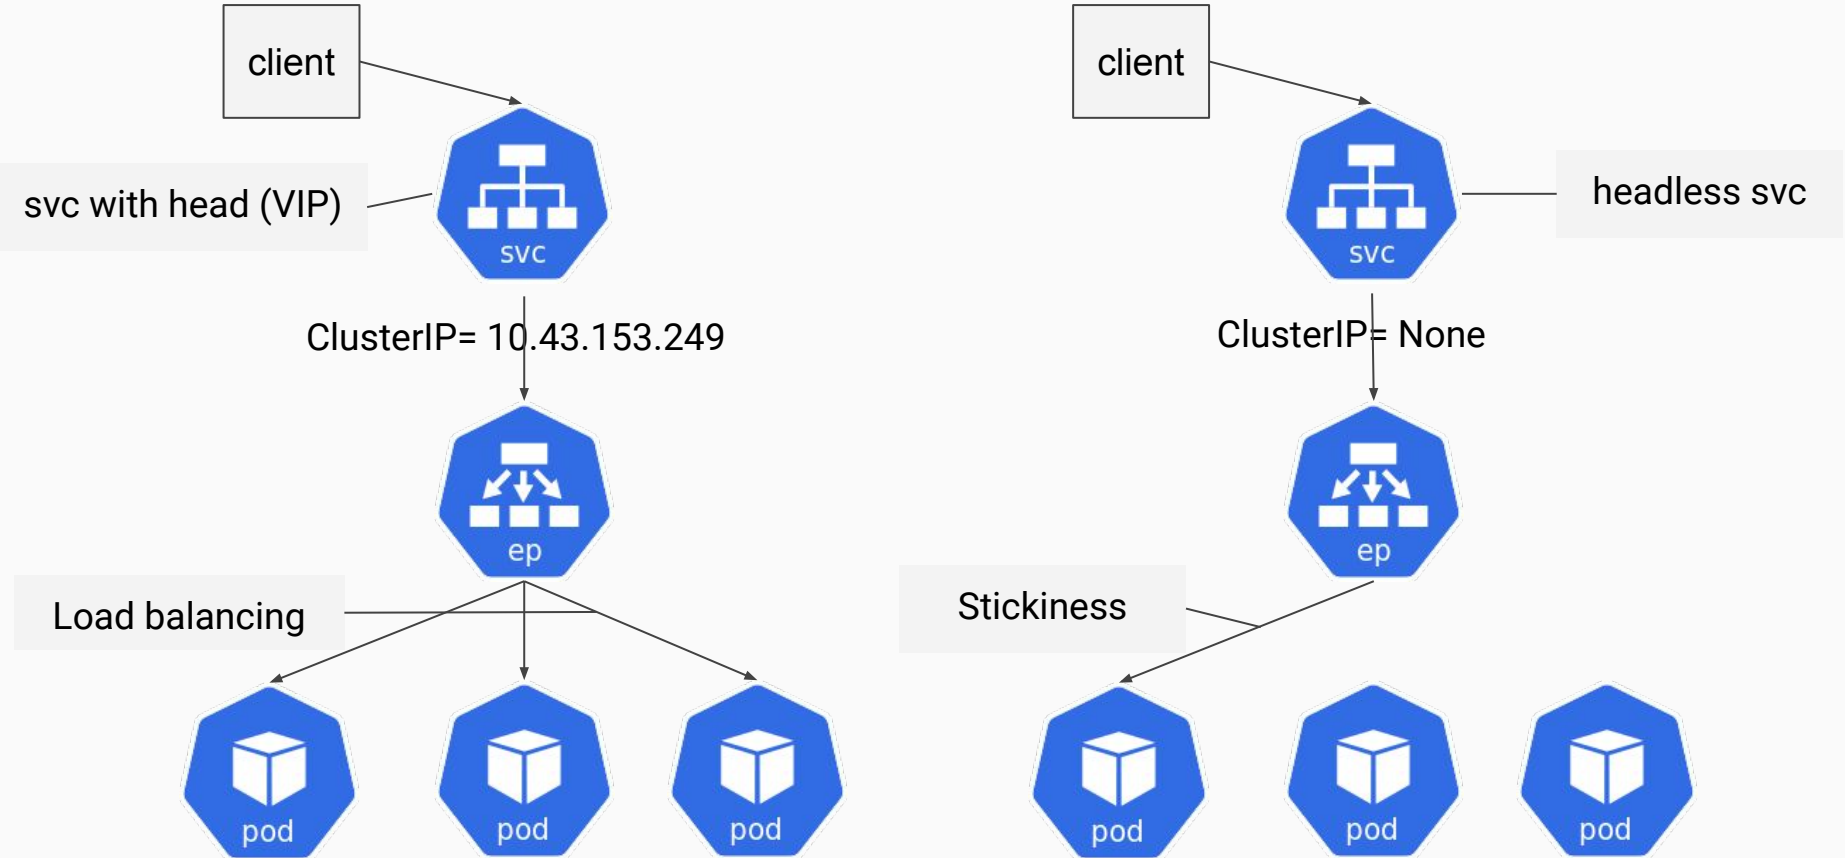 client
svc with head (VIP)
svc
ClusterIP= 10.43.153.249
ep
Load balancing
pod
pod
pod
client
svc
headless svc
ClusterIP= None
ep
Stickiness
pod
pod
pod